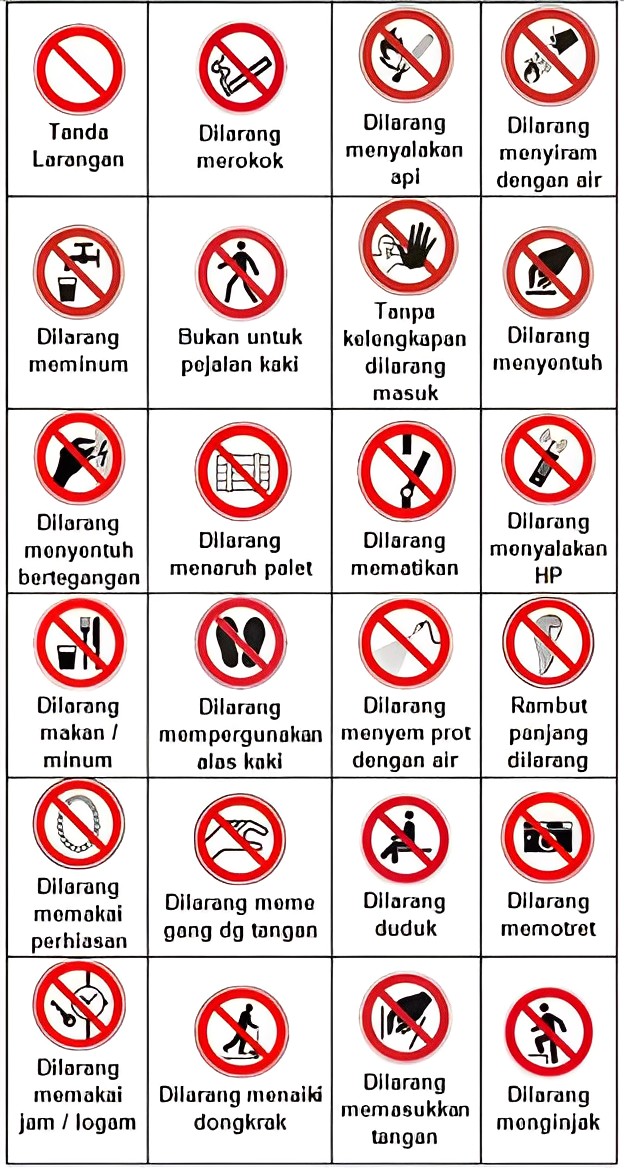 Tanda
Larangan
Dilarang
merokok
Dilarang
menyalakan
api
Dilarang
menyiram
dengan air
Dilarang
meminum
Bukan untuk
pejalan kaki
Tanpa
kelengkapan
dilarang
masuk
Dilarang
menyentuh
Dilarang
menyentuh
bertegangan
Dilarang
menaruh palet
Dilarang
mematikan
Dilarang
menyalakan
HP
Dilarang
makan /
minum
Dilarang
mempergunakan
alas kaki
Dilarang
menyem prot
dengan air
Rambut
panjang
dilarang
Dilarang
memakai
perhiasan
Dilarang meme
gang dg tangan
Dilarang
duduk
Dilarang
memotret
Dilarang
memakai
jam / logam
Dilarang menaiki
dongkrak
Dilarang
memasukkan
tangan
Dilarang
menginjak